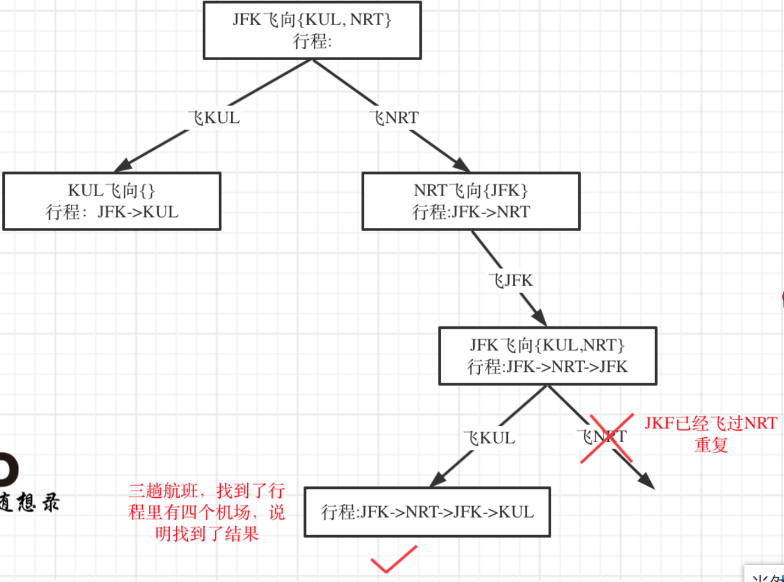 JFK飞向{KUL, NRT}
行程:
飞KUL
飞NRT
KUL飞向{}
行程：JFK->KUL
NRT飞向{JFK}
行程:JFK->NRT
飞JFK
JFK飞向{KUL,NRT}
行程:JFK->NRT->JFK
飞KUL
飞NRT
JKF已经飞过NRT
重复
三趟航班，找到了行
程里有四个机场，说
明找到了结果
行程:JFK->NRT->JFK->KUL
随想录